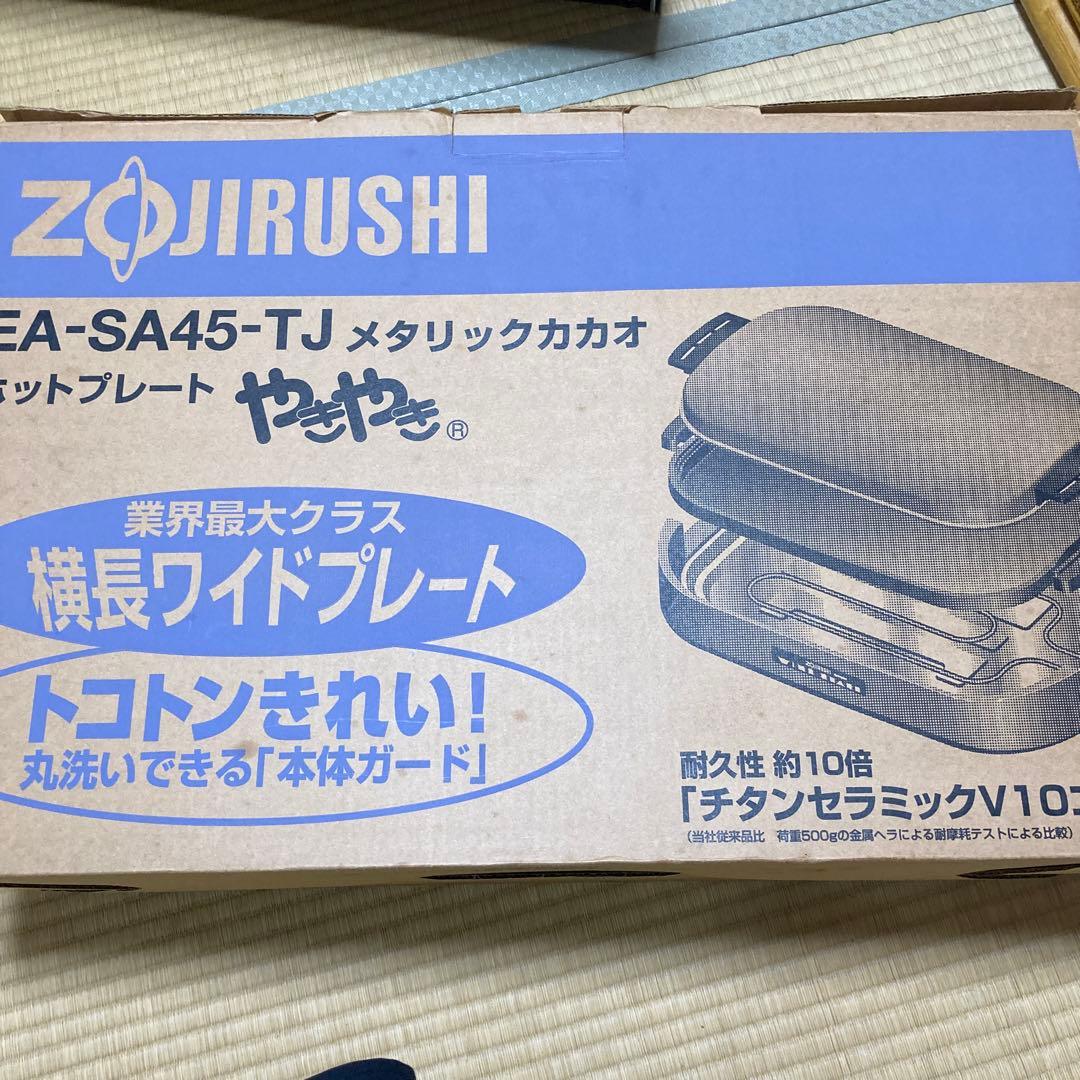 ZOJIRUSHI
EA-SA45-TJ メタリックカカオ
ホットプレート やきやき®
業界最大クラス
横長ワイドプレート
トコトンきれい!
丸洗いできる「本体ガード」
耐久性 約10倍
「チタンセラミックV10コ
(当社従来品比 荷重500gの金属ヘラによる耐摩耗テストによる比較)